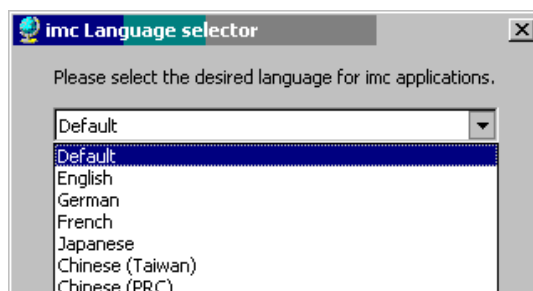 imc Language selector
Please select the desired language for imc applications.
Default
Default
English
German
French
Japanese
Chinese (Taiwan)
Chinese (PRC)